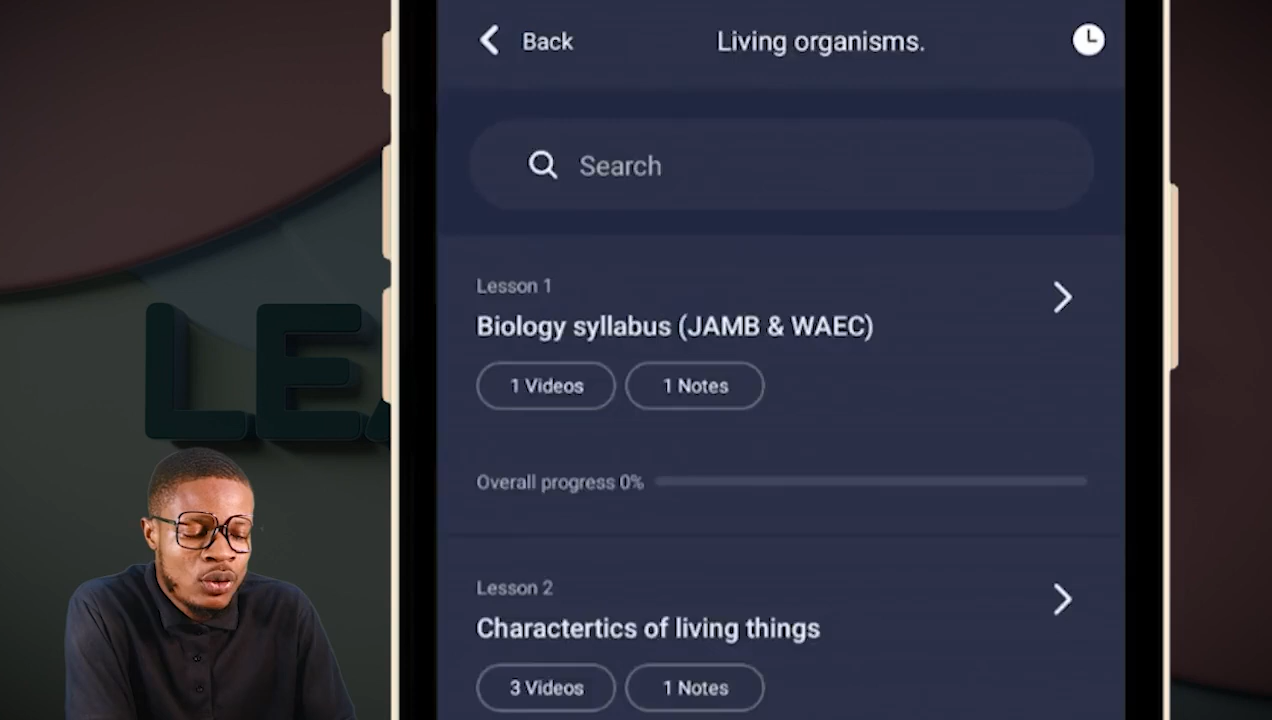 Back
Living organisms.
Search
Lesson 1
Biology syllabus (JAMB & WAEC)
1 Videos
1 Notes
Overall progress 0%
Lesson 2
Charactertics of living things
3 Videos
1 Notes